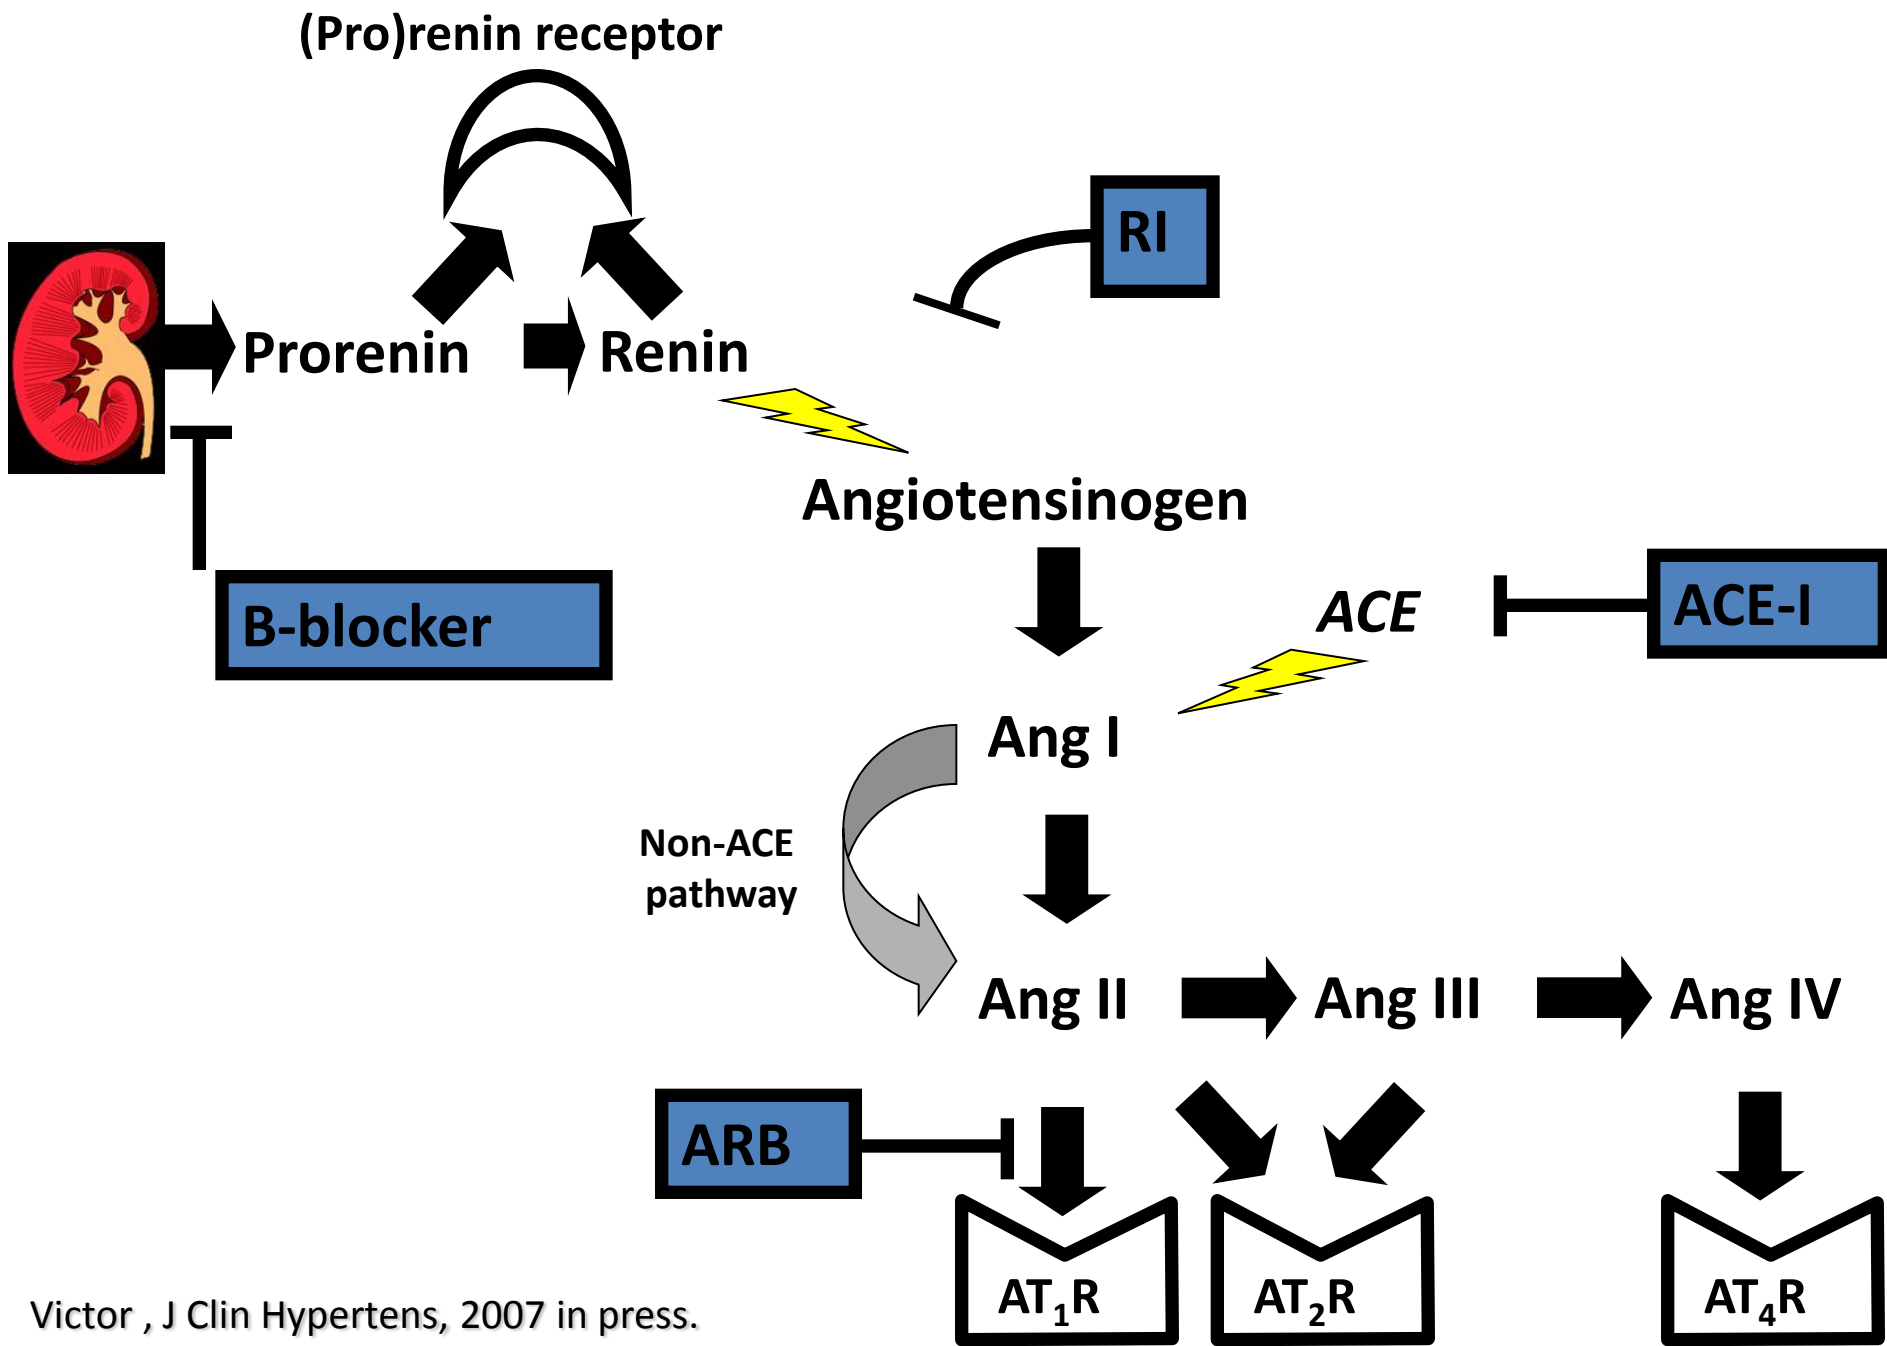 (Pro)renin receptor
RI
Prorenin
Renin
Angiotensinogen
B-blocker
ACE
ACE-I
Ang I
Non-ACE
pathway
Ang II
Ang III
Ang IV
ARB
AT₁R
AT₂R
AT₄R
Victor , J Clin Hypertens, 2007 in press.